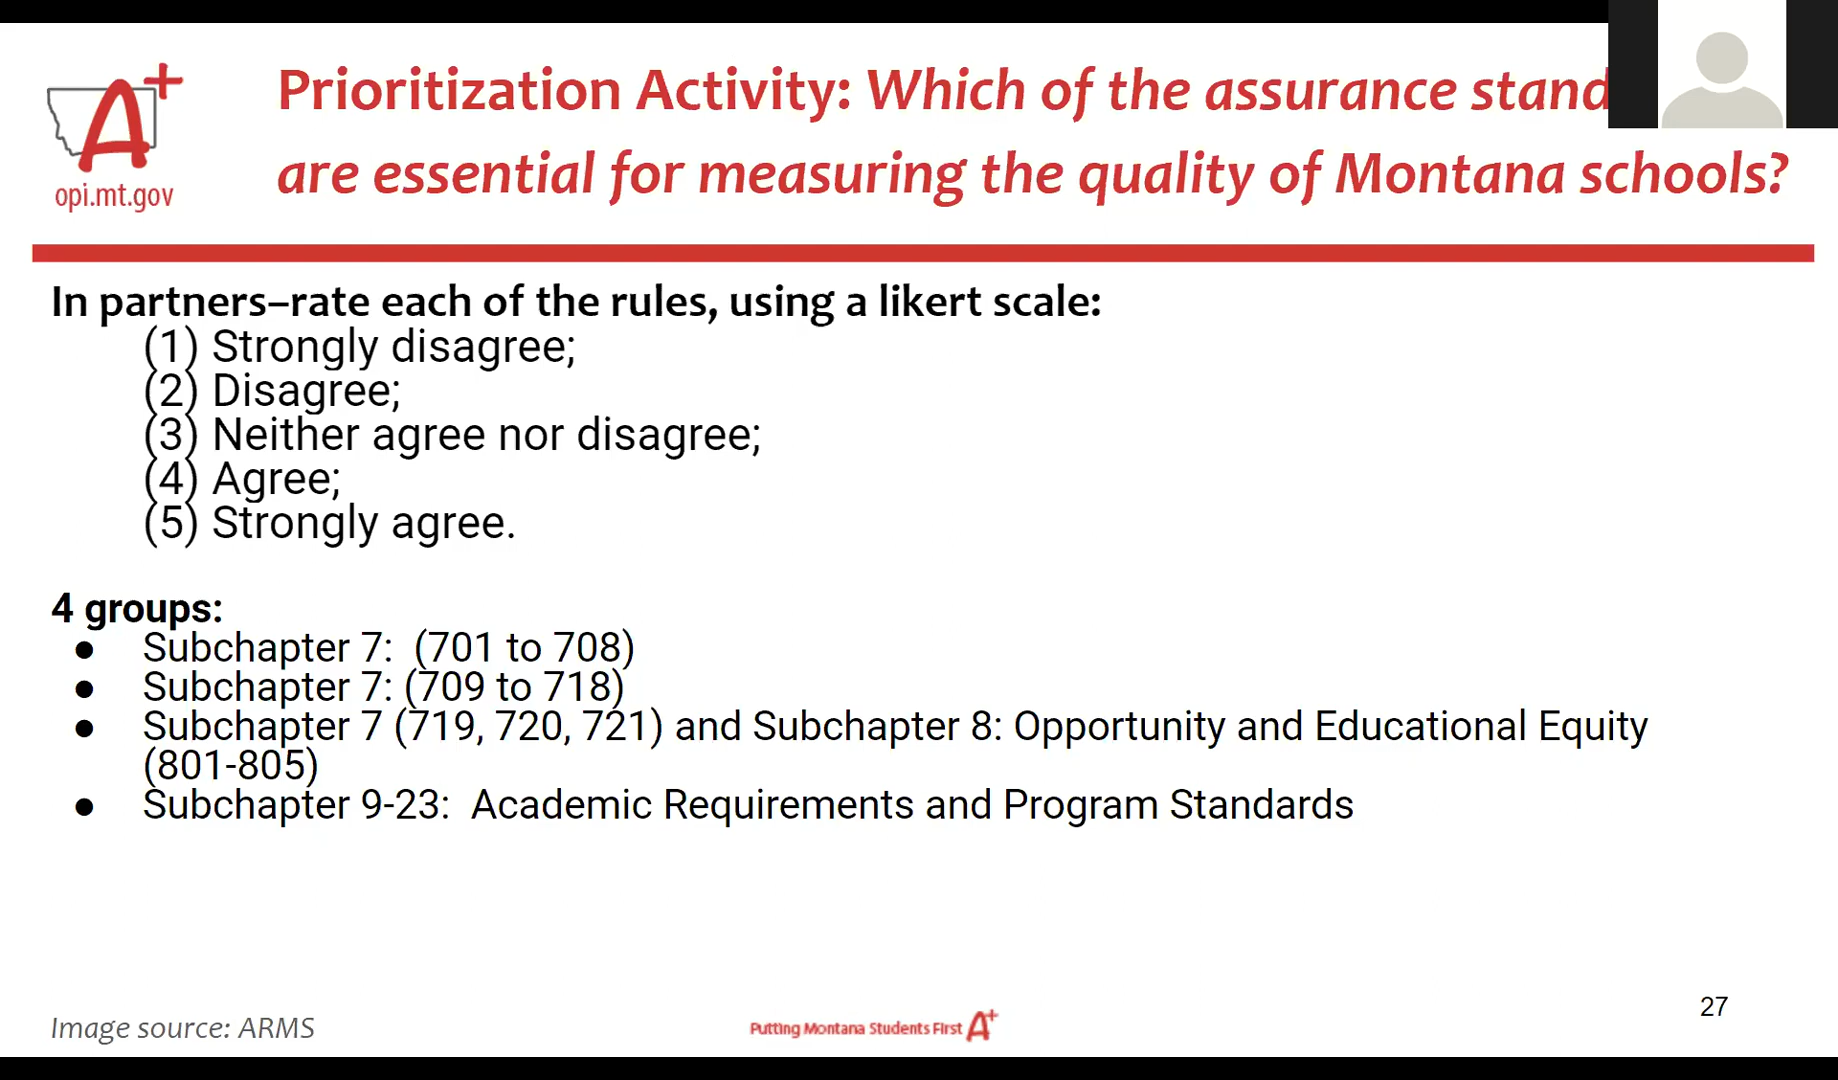 Prioritization Activity: Which of the assurance stand
are essential for measuring the quality of Montana schools?
A+
opi.mt.gov
In partners–rate each of the rules, using a likert scale:
(1) Strongly disagree;
(2) Disagree;
(3) Neither agree nor disagree;
(4) Agree;
(5) Strongly agree.
4 groups:
● Subchapter 7:  (701 to 708)
● Subchapter 7: (709 to 718)
● Subchapter 7 (719, 720, 721) and Subchapter 8: Opportunity and Educational Equity
(801-805)
● Subchapter 9-23:  Academic Requirements and Program Standards
27
Image source: ARMS
Putting Montana Students First A+